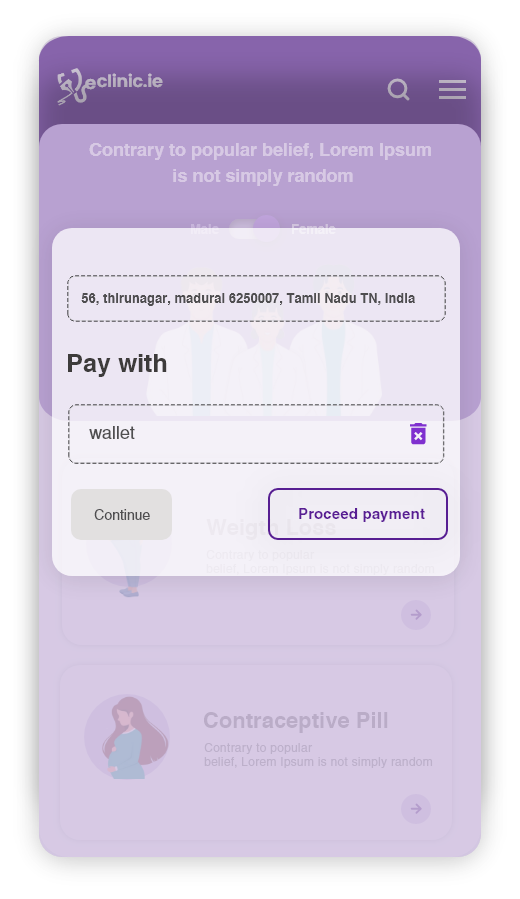 eclinic.ie
Contrary to popular belief, Lorem Ipsum
is not simply random
Male Female
56, thirunagar, madurai 6250007, Tamil Nadu TN, India
Pay with
wallet
Continue
Proceed payment
Weigto Loss
Contrary to popular
belief, Lorem Ipsum is not simply random
Contraceptive Pill
Contrary to popular
belief, Lorem Ipsum is not simply random